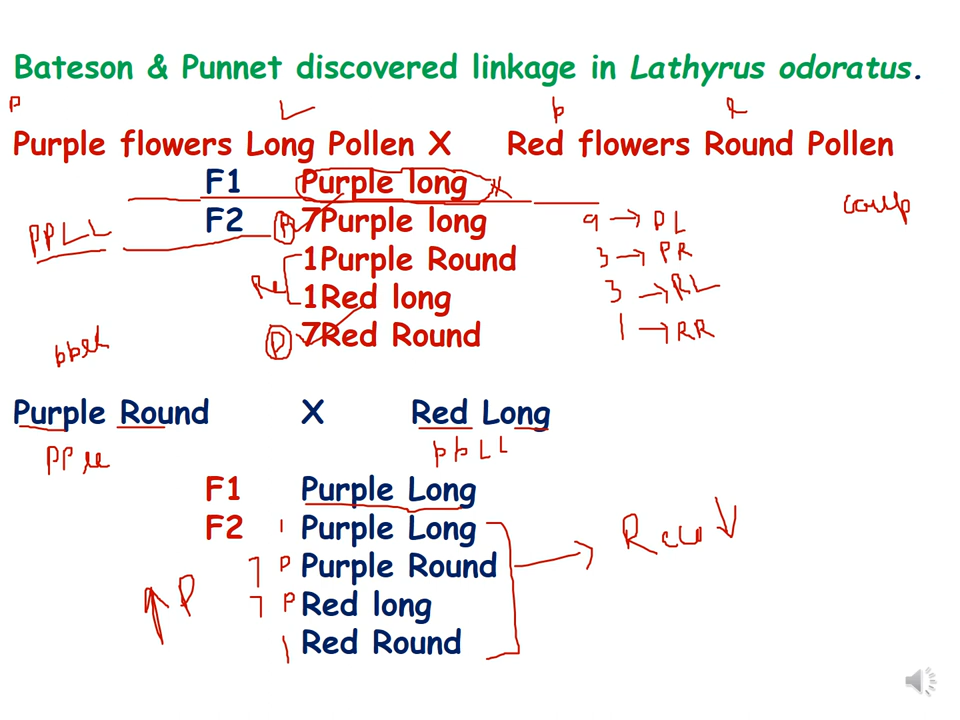 Bateson & Punnet discovered linkage in Lathyrus odoratus.
P L p l
Purple flowers Long Pollen X Red flowers Round Pollen
F1 Purple long X
F2 P 7Purple long 9 → PL
PPLL
1Purple Round 3 → PR
Re 1Red long 3 → RL
P 7Red Round 1 → RR
ppll
Purple Round X Red Long
PPll ppLL
F1 Purple Long
F2 1 Purple Long
7 P Purple Round
7 P Red long
↑ P
1 Red Round